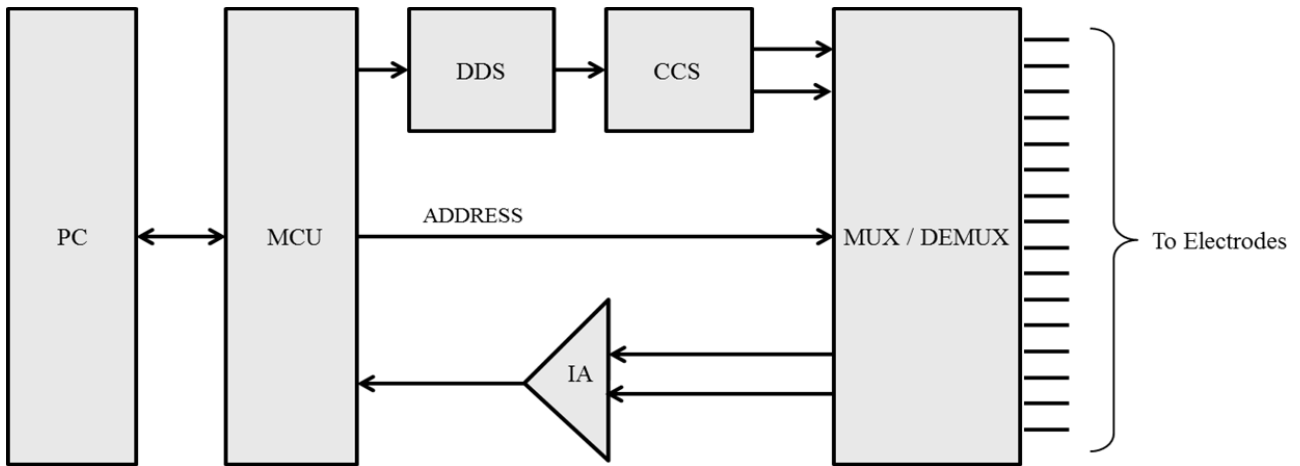 DDS
CCS
ADDRESS
PC
MCU
MUX / DEMUX
To Electrodes
IA